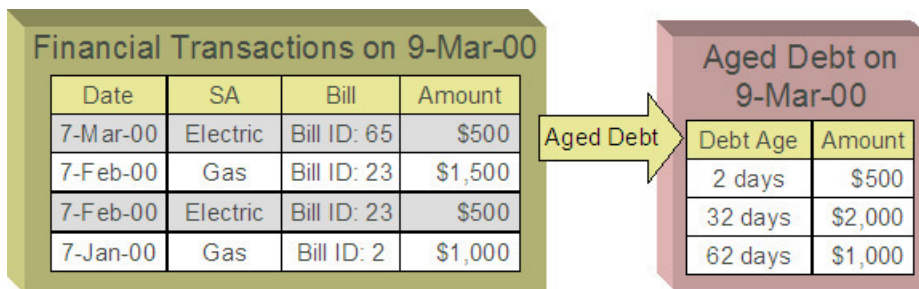 Financial Transactions on 9-Mar-00
Date SA Bill Amount
7-Mar-00 Electric Bill ID: 65 $500
7-Feb-00 Gas Bill ID: 23 $1,500
7-Feb-00 Electric Bill ID: 23 $500
7-Jan-00 Gas Bill ID: 2 $1,000
Aged Debt
Aged Debt on
9-Mar-00
Debt Age Amount
2 days $500
32 days $2,000
62 days $1,000